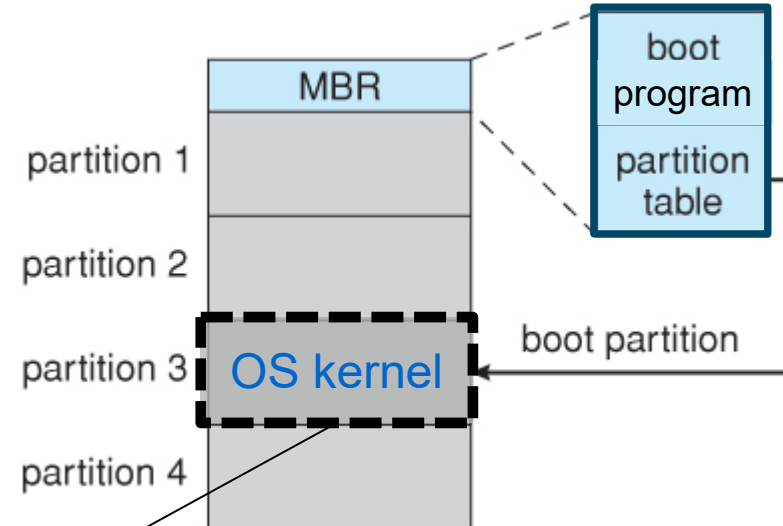 boot
program
partition
table
MBR
partition 1
partition 2
partition 3
OS kernel
boot partition
partition 4